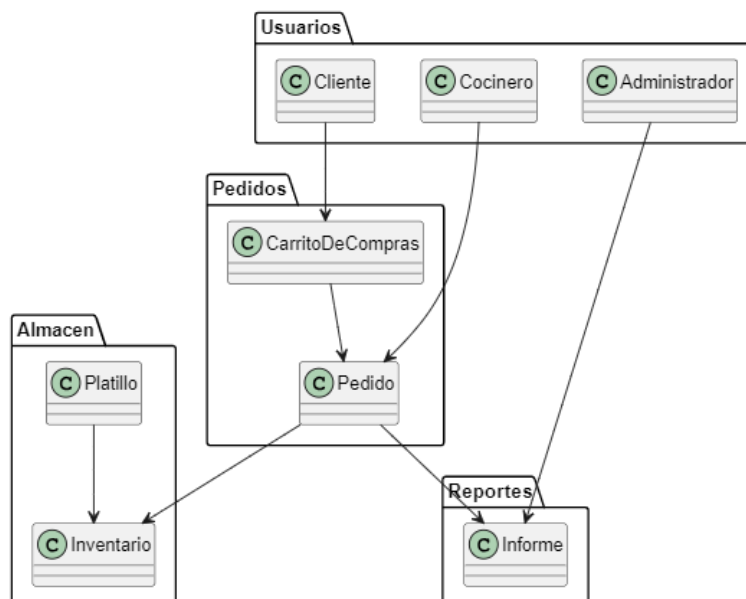 Usuarios
C Cliente
C Cocinero
C Administrador
Pedidos
C CarritoDeCompras
Almacen
C Platillo
C Pedido
Reportes
C Inventario
C Informe